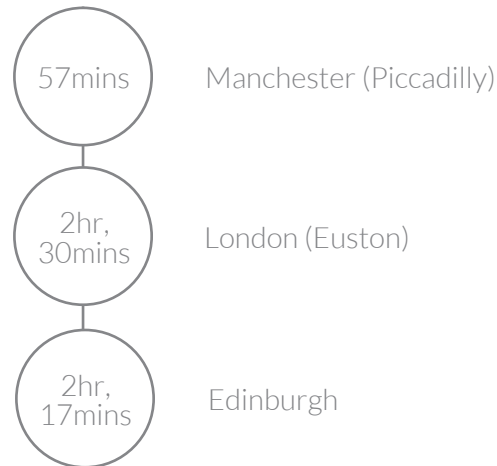 57mins
Manchester (Piccadilly)
2hr,
30mins
London (Euston)
2hr,
17mins
Edinburgh